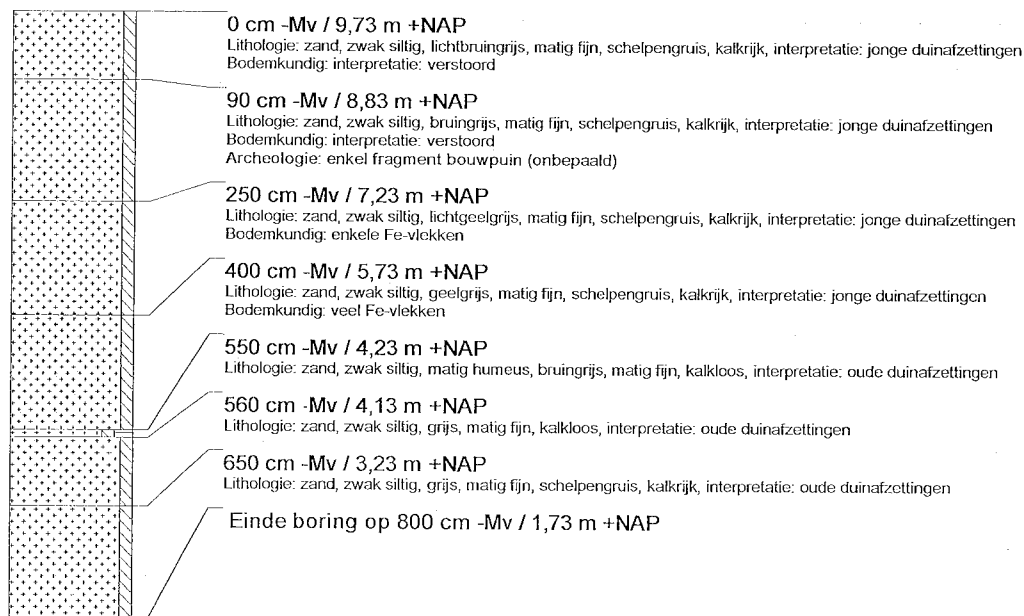 0 cm -Mv / 9,73 m +NAP
Lithologie: zand, zwak siltig, lichtbruingrijs, matig fijn, schelpengruis, kalkrijk, interpretatie: jonge duinafzettingen
Bodemkundig: interpretatie: verstoord
90 cm -Mv / 8,83 m +NAP
Lithologie: zand, zwak siltig, bruingrijs, matig fijn, schelpengruis, kalkrijk, interpretatie: jonge duinafzettingen
Bodemkundig: interpretatie: verstoord
Archeologie: enkel fragment bouwpuin (onbepaald)
250 cm -Mv / 7,23 m +NAP
Lithologie: zand, zwak siltig, lichtgeelgrijs, matig fijn, schelpengruis, kalkrijk, interpretatie: jonge duinafzettingen
Bodemkundig: enkele Fe-vlekken
400 cm -Mv / 5,73 m +NAP
Lithologie: zand, zwak siltig, geelgrijs, matig fijn, schelpengruis, kalkrijk, interpretatie: jonge duinafzettingen
Bodemkundig: veel Fe-vlekken
550 cm -Mv / 4,23 m +NAP
Lithologie: zand, zwak siltig, matig humeus, bruingrijs, matig fijn, kalkloos, interpretatie: oude duinafzettingen
560 cm -Mv / 4,13 m +NAP
Lithologie: zand, zwak siltig, grijs, matig fijn, kalkloos, interpretatie: oude duinafzettingen
650 cm -Mv / 3,23 m +NAP
Lithologie: zand, zwak siltig, grijs, matig fijn, schelpengruis, kalkrijk, interpretatie: oude duinafzettingen
Einde boring op 800 cm -Mv / 1,73 m +NAP